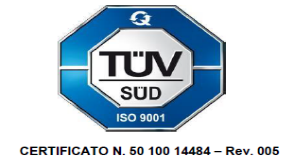 TÜV
SÜD
ISO 9001
CERTIFICATO N. 50 100 14484 – Rev. 005